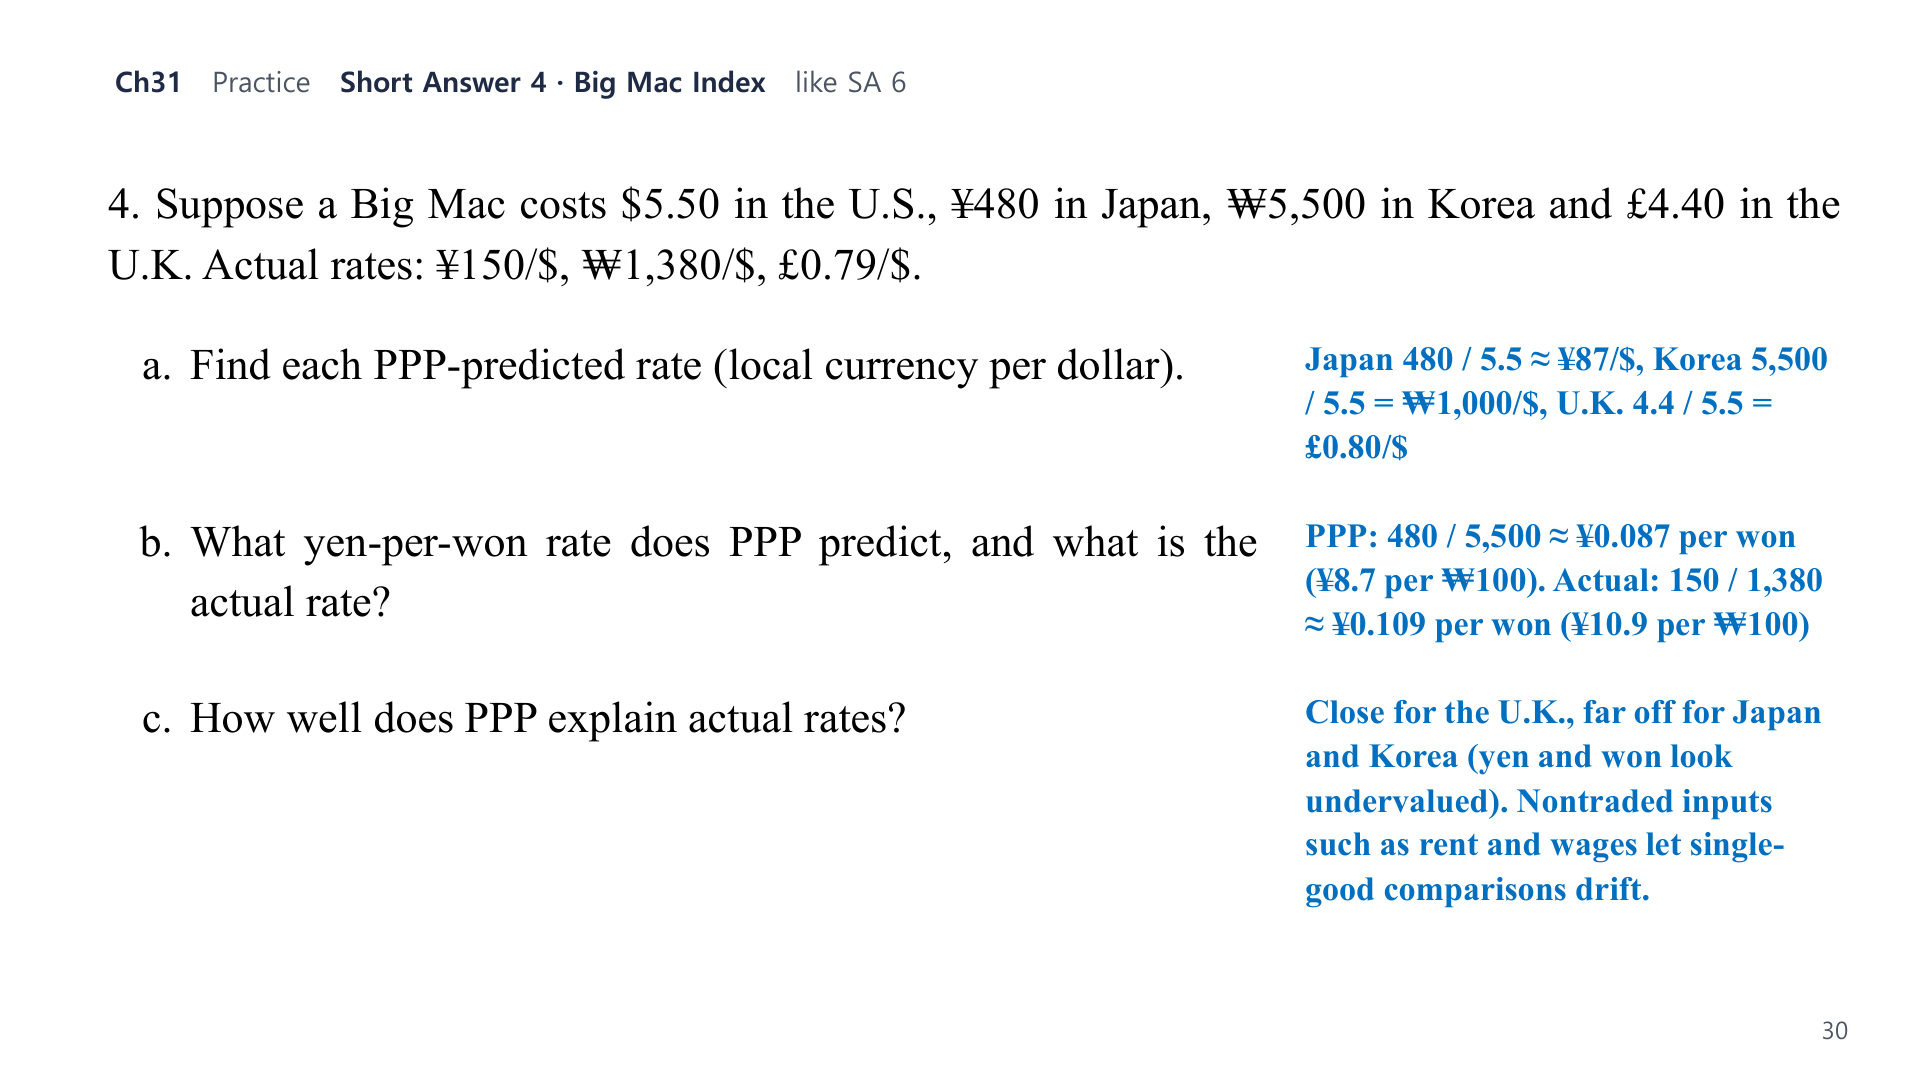 Ch31 Practice Short Answer 4 · Big Mac Index like SA 6
4. Suppose a Big Mac costs $5.50 in the U.S., ¥480 in Japan, ₩5,500 in Korea and £4.40 in the
U.K. Actual rates: ¥150/$, ₩1,380/$, £0.79/$.
a. Find each PPP-predicted rate (local currency per dollar).
Japan 480 / 5.5 ≈ ¥87/$, Korea 5,500
/ 5.5 = ₩1,000/$, U.K. 4.4 / 5.5 =
£0.80/$
b. What yen-per-won rate does PPP predict, and what is the
actual rate?
PPP: 480 / 5,500 ≈ ¥0.087 per won
(¥8.7 per ₩100). Actual: 150 / 1,380
≈ ¥0.109 per won (¥10.9 per ₩100)
c. How well does PPP explain actual rates?
Close for the U.K., far off for Japan
and Korea (yen and won look
undervalued). Nontraded inputs
such as rent and wages let single-
good comparisons drift.
30